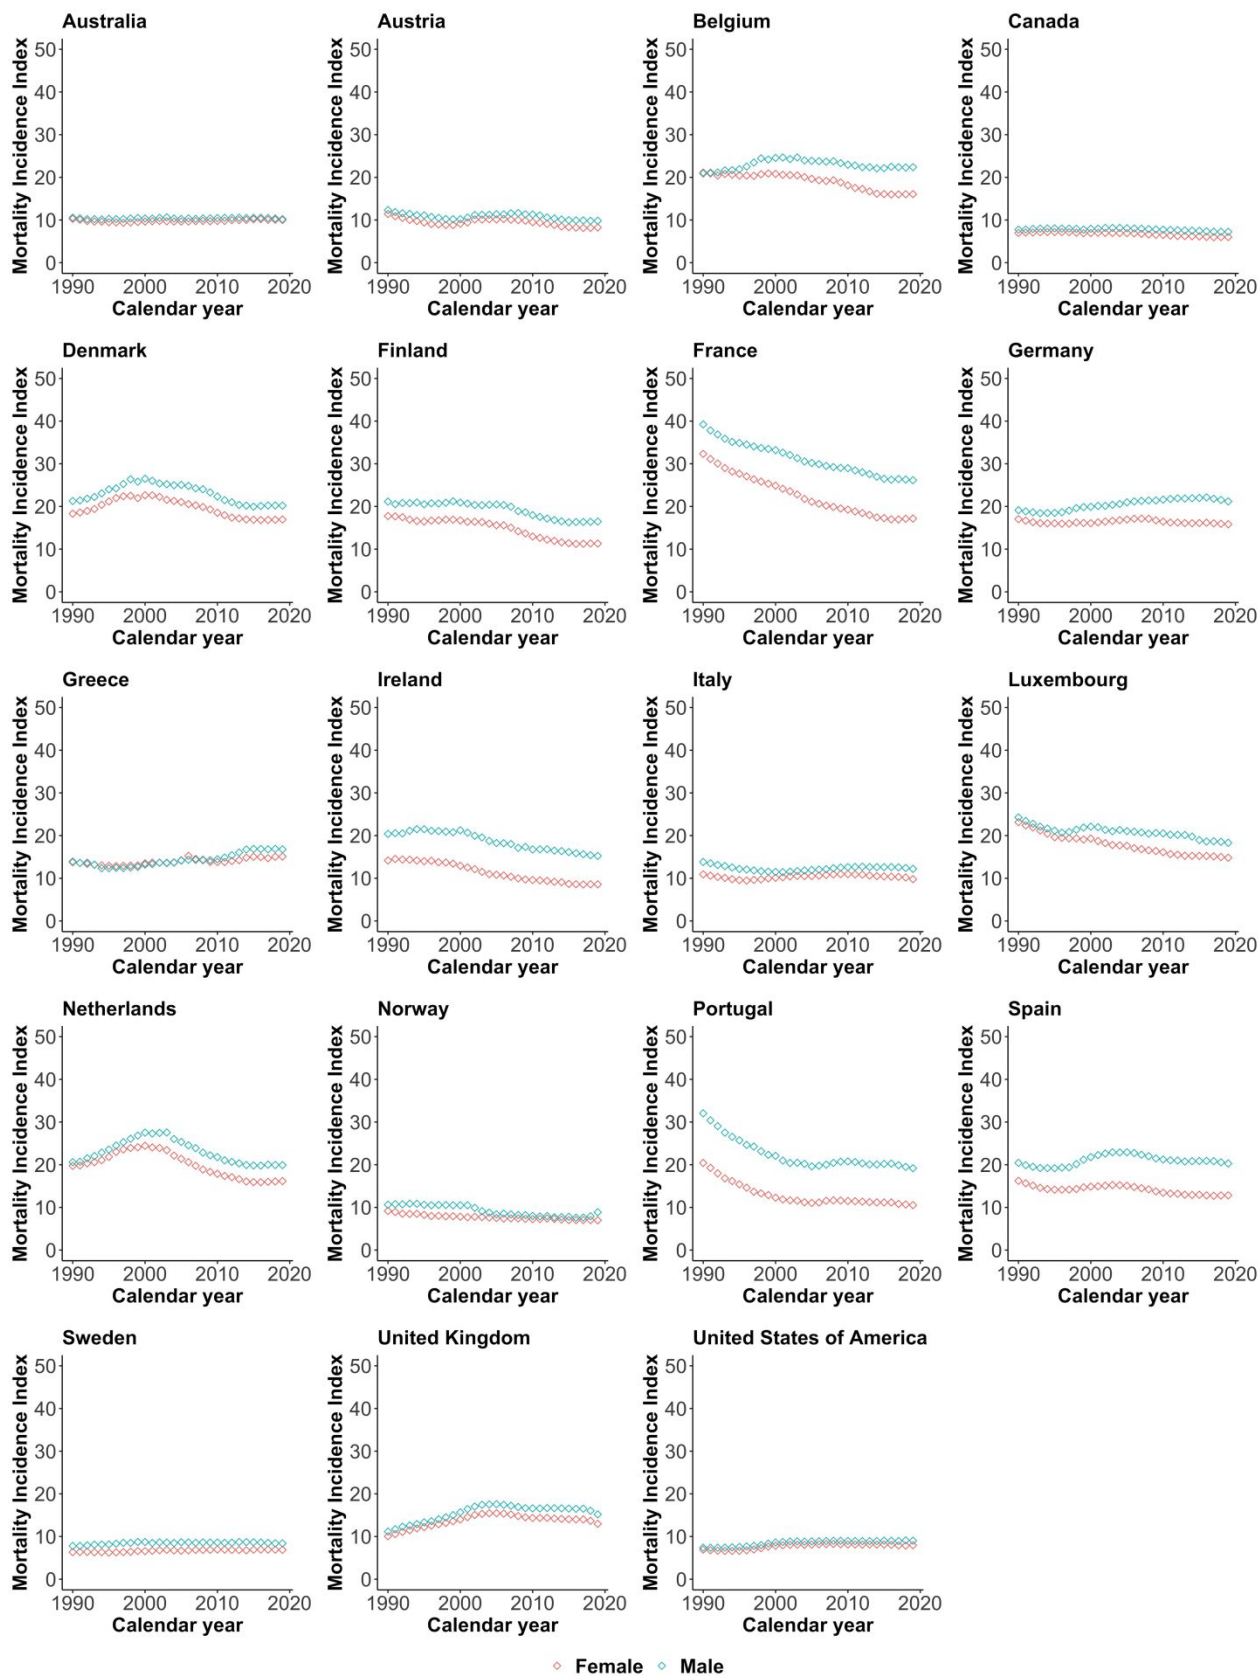 Australia
Austria
Belgium
Canada
Mortality Incidence Index
50
40
30
20
10
0
1990 2000 2010 2020
Calendar year
Mortality Incidence Index
50
40
30
20
10
0
1990 2000 2010 2020
Calendar year
Mortality Incidence Index
50
40
30
20
10
0
1990 2000 2010 2020
Calendar year
Mortality Incidence Index
50
40
30
20
10
0
1990 2000 2010 2020
Calendar year
Denmark
Finland
France
Germany
Mortality Incidence Index
50
40
30
20
10
0
1990 2000 2010 2020
Calendar year
Mortality Incidence Index
50
40
30
20
10
0
1990 2000 2010 2020
Calendar year
Mortality Incidence Index
50
40
30
20
10
0
1990 2000 2010 2020
Calendar year
Mortality Incidence Index
50
40
30
20
10
0
1990 2000 2010 2020
Calendar year
Greece
Ireland
Italy
Luxembourg
Mortality Incidence Index
50
40
30
20
10
0
1990 2000 2010 2020
Calendar year
Mortality Incidence Index
50
40
30
20
10
0
1990 2000 2010 2020
Calendar year
Mortality Incidence Index
50
40
30
20
10
0
1990 2000 2010 2020
Calendar year
Mortality Incidence Index
50
40
30
20
10
0
1990 2000 2010 2020
Calendar year
Netherlands
Norway
Portugal
Spain
Mortality Incidence Index
50
40
30
20
10
0
1990 2000 2010 2020
Calendar year
Mortality Incidence Index
50
40
30
20
10
0
1990 2000 2010 2020
Calendar year
Mortality Incidence Index
50
40
30
20
10
0
1990 2000 2010 2020
Calendar year
Mortality Incidence Index
50
40
30
20
10
0
1990 2000 2010 2020
Calendar year
Sweden
United Kingdom
United States of America
Mortality Incidence Index
50
40
30
20
10
0
1990 2000 2010 2020
Calendar year
Mortality Incidence Index
50
40
30
20
10
0
1990 2000 2010 2020
Calendar year
Mortality Incidence Index
50
40
30
20
10
0
1990 2000 2010 2020
Calendar year
Female Male